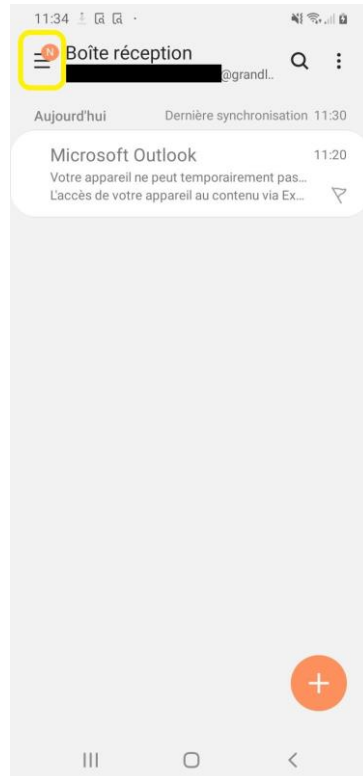 11:34
N
Boîte réception
@grandl..
Aujourd'hui Dernière synchronisation 11:30
Microsoft Outlook 11:20
Votre appareil ne peut temporairement pas...
L'accès de votre appareil au contenu via Ex...